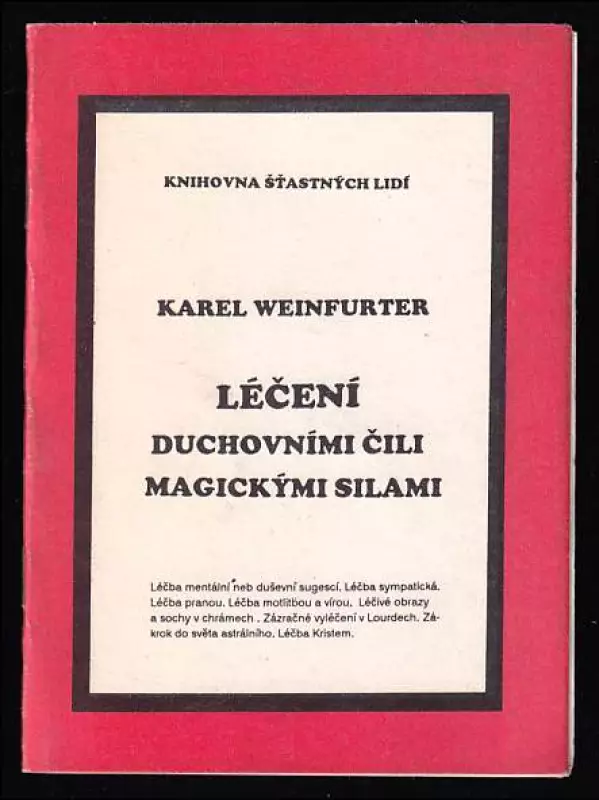 KNIHOVNA ŠŤASTNÝCH LIDÍ
KAREL WEINFURTER
LÉČENÍ
DUCHOVNÍMI ČILI
MAGICKÝMI SILAMI
Léčba mentální neb duševní sugescí. Léčba sympatická.
Léčba pranou. Léčba motlitbou a vírou. Léčivé obrazy
a sochy v chrámech . Zázračné vyléčení v Lourdech. Zá-
krok do světa astrálního. Léčba Kristem.